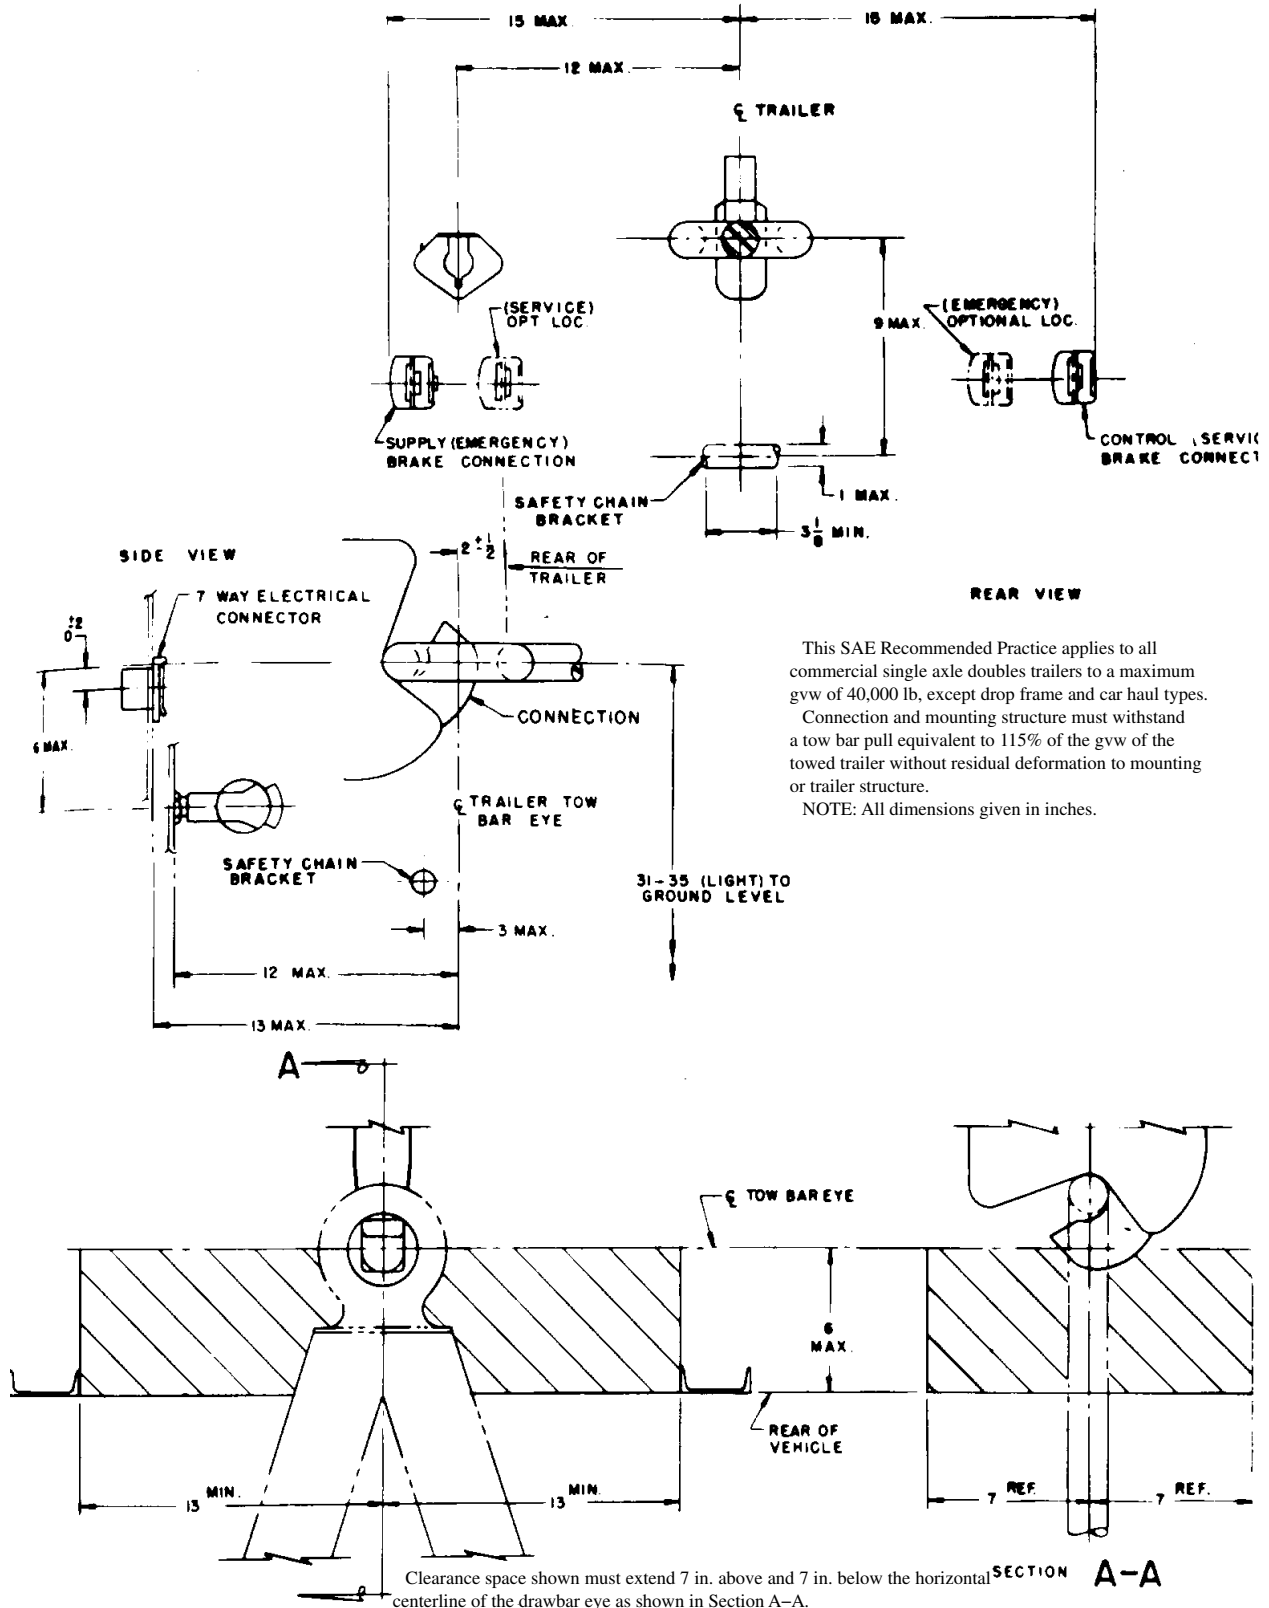 15 MAX.
15 MAX.
12 MAX.
℄ TRAILER
(SERVICE)
OPT LOC.
(EMERGENCY)
OPTIONAL LOC.
9 MAX.
SUPPLY (EMERGENCY)
BRAKE CONNECTION
CONTROL (SERVIC
BRAKE CONNECT
SAFETY CHAIN
BRACKET
1 MAX.
3 1/8 MIN.
SIDE VIEW
2 ± 1/2
REAR OF
TRAILER
REAR VIEW
7 WAY ELECTRICAL
CONNECTOR
±2
0
6 MAX.
CONNECTION
This SAE Recommended Practice applies to all
commercial single axle doubles trailers to a maximum
gvw of 40,000 lb, except drop frame and car haul types.
Connection and mounting structure must withstand
a tow bar pull equivalent to 115% of the gvw of the
towed trailer without residual deformation to mounting
or trailer structure.
NOTE: All dimensions given in inches.
℄ TRAILER TOW
BAR EYE
SAFETY CHAIN
BRACKET
31-35 (LIGHT) TO
GROUND LEVEL
3 MAX.
12 MAX.
13 MAX.
A
℄ TOW BAR EYE
6
MAX.
REAR OF
VEHICLE
13 MIN.
13 MIN.
7 REF.
7 REF.
SECTION A-A
Clearance space shown must extend 7 in. above and 7 in. below the horizontal
centerline of the drawbar eye as shown in Section A–A.